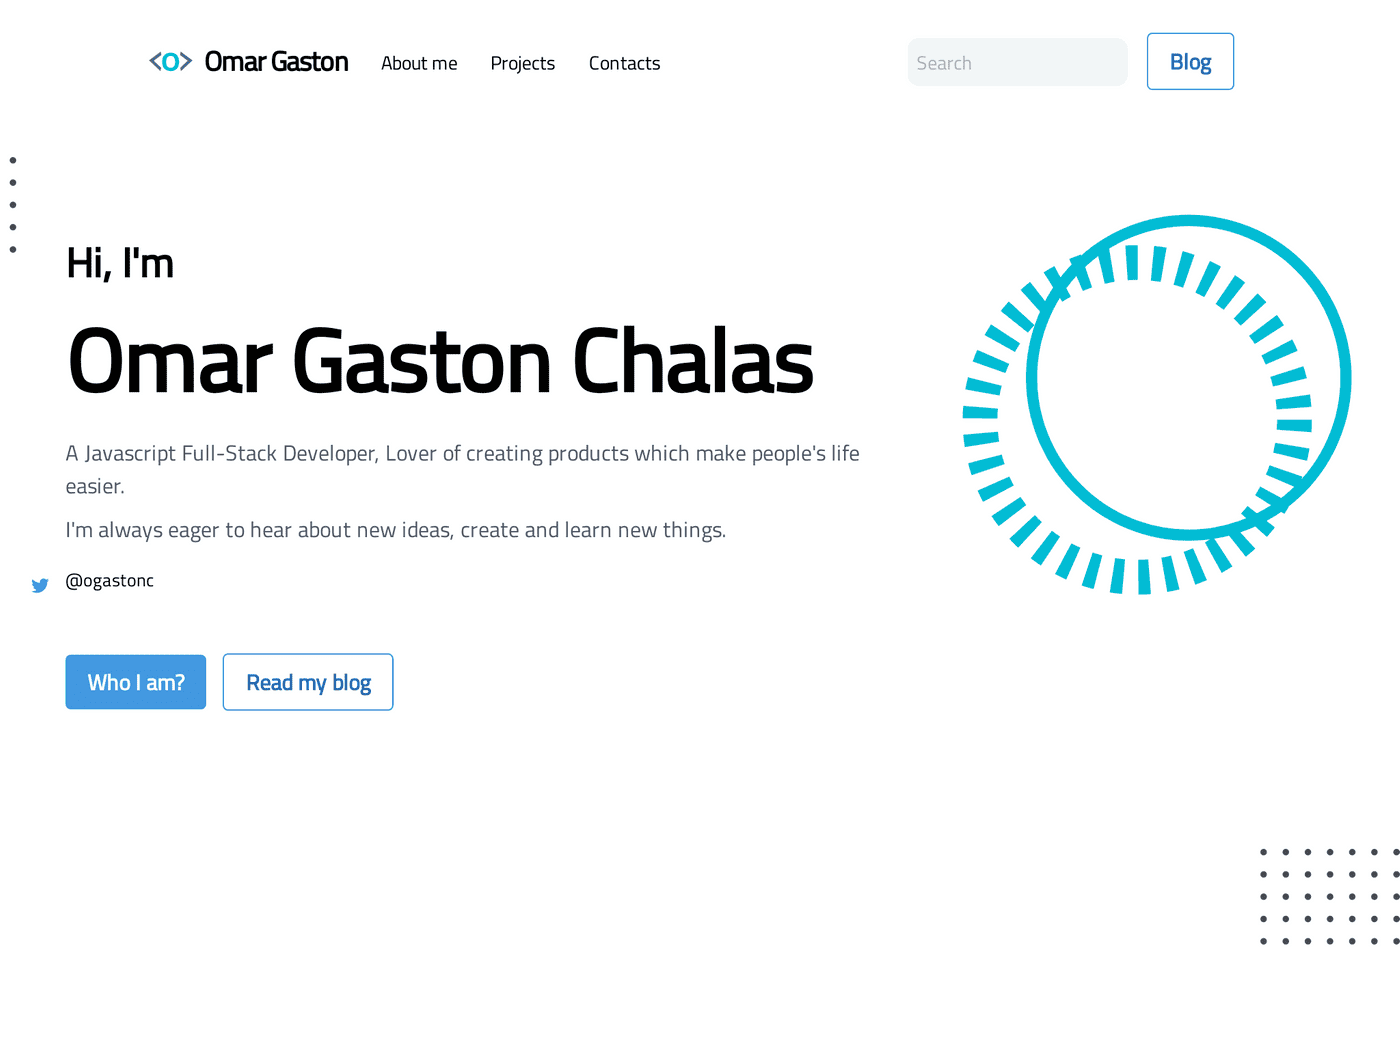 <O> Omar Gaston
About me
Projects
Contacts
Search
Blog
Hi, I'm
Omar Gaston Chalas
A Javascript Full-Stack Developer, Lover of creating products which make people's life
easier.
I'm always eager to hear about new ideas, create and learn new things.
@ogastonc
Who I am?
Read my blog